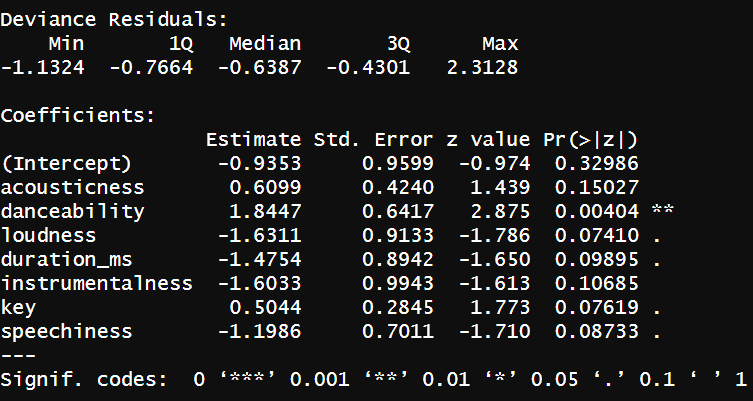 Deviance Residuals:
    Min       1Q   Median       3Q      Max
-1.1324  -0.7664  -0.6387  -0.4301   2.3128
Coefficients:
                 Estimate Std. Error z value Pr(>|z|)
(Intercept)       -0.9353     0.9599  -0.974  0.32986
acousticness       0.6099     0.4240   1.439  0.15027
danceability       1.8447     0.6417   2.875  0.00404 **
loudness          -1.6311     0.9133  -1.786  0.07410 .
duration_ms       -1.4754     0.8942  -1.650  0.09895 .
instrumentalness  -1.6033     0.9943  -1.613  0.10685
key                0.5044     0.2845   1.773  0.07619 .
speechiness       -1.1986     0.7011  -1.710  0.08733 .
---
Signif. codes:  0 ‘***’ 0.001 ‘**’ 0.01 ‘*’ 0.05 ‘.’ 0.1 ‘ ’ 1